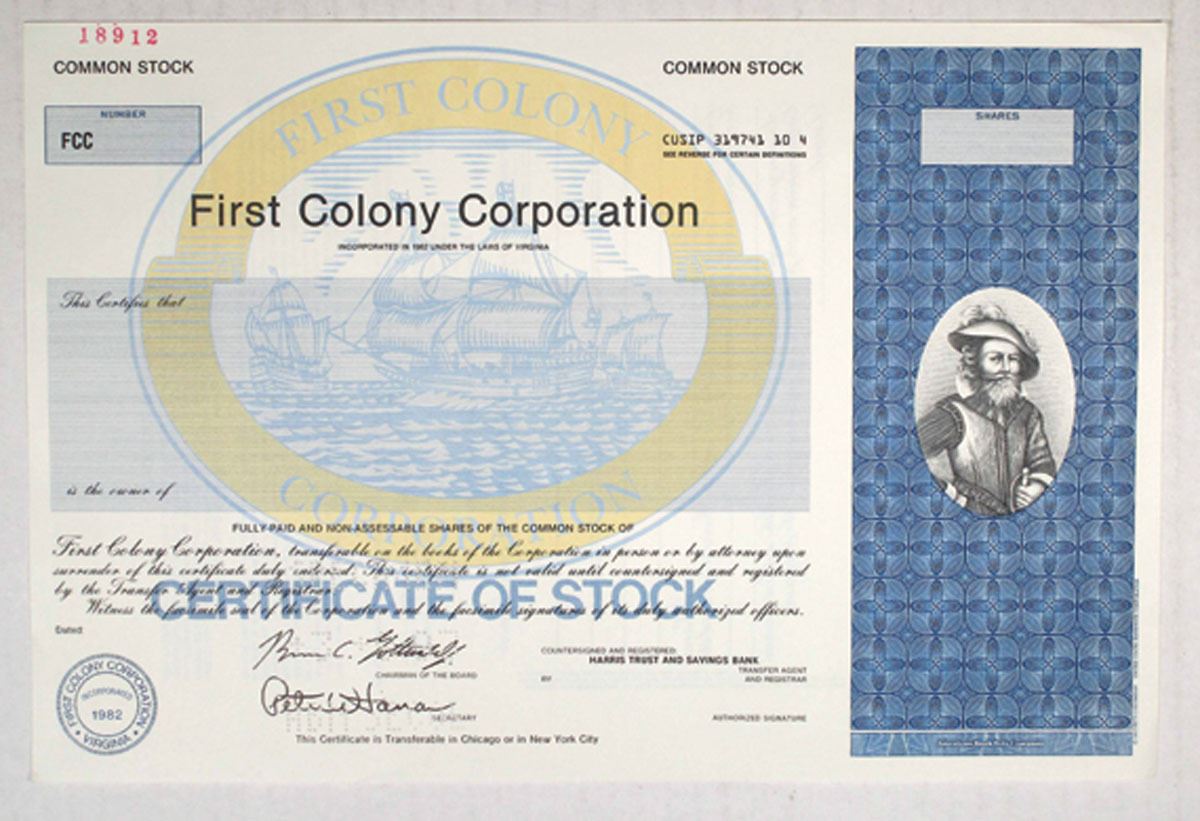 18912
COMMON STOCK
COMMON STOCK
NUMBER
FCC
FIRST COLONY
CUSIP 319741 10 4
SEE REVERSE FOR CERTAIN DEFINITIONS
SHARES
First Colony Corporation
INCORPORATED IN 1982 UNDER THE LAWS OF VIRGINIA
This Certifies that
is the owner of
CORPORATION
FULLY-PAID AND NON-ASSESSABLE SHARES OF THE COMMON STOCK OF
First Colony Corporation, transferable on the books of the Corporation in person or by attorney upon
surrender of this certificate duly endorsed. This certificate is not valid until countersigned and registered
by the Transfer Agent and Registrar.
CERTIFICATE OF STOCK
Witness the facsimile seal of the Corporation and the facsimile signatures of its duly authorized officers.
Dated:
COUNTERSIGNED AND REGISTERED:
HARRIS TRUST AND SAVINGS BANK
TRANSFER AGENT
BY
AND REGISTRAR
CHAIRMAN OF THE BOARD
SECRETARY
AUTHORIZED SIGNATURE
FIRST COLONY CORPORATION
INCORPORATED
1982
VIRGINIA
This Certificate is Transferable in Chicago or in New York City
American Bank Note Company